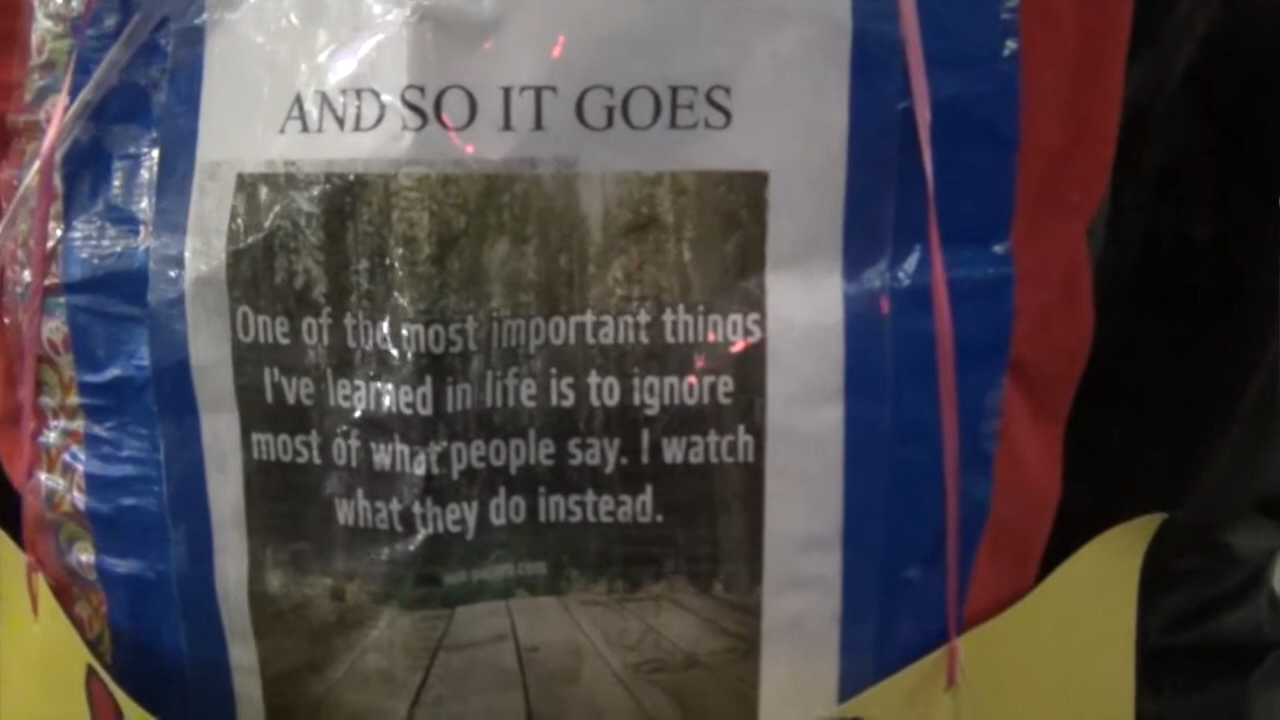 AND SO IT GOES
One of the most important things
I've learned in life is to ignore
most of what people say. I watch
what they do instead.